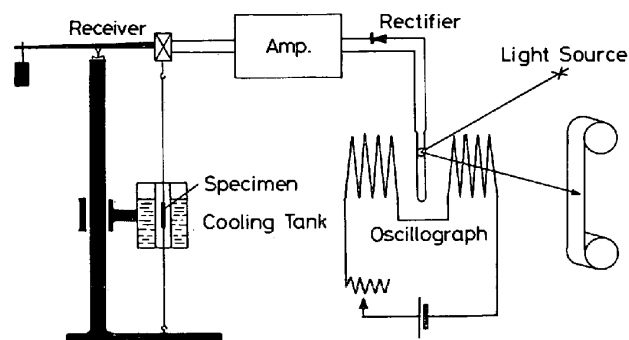 Receiver
Amp.
Rectifier
Light Source
Specimen
Cooling Tank
Oscillograph